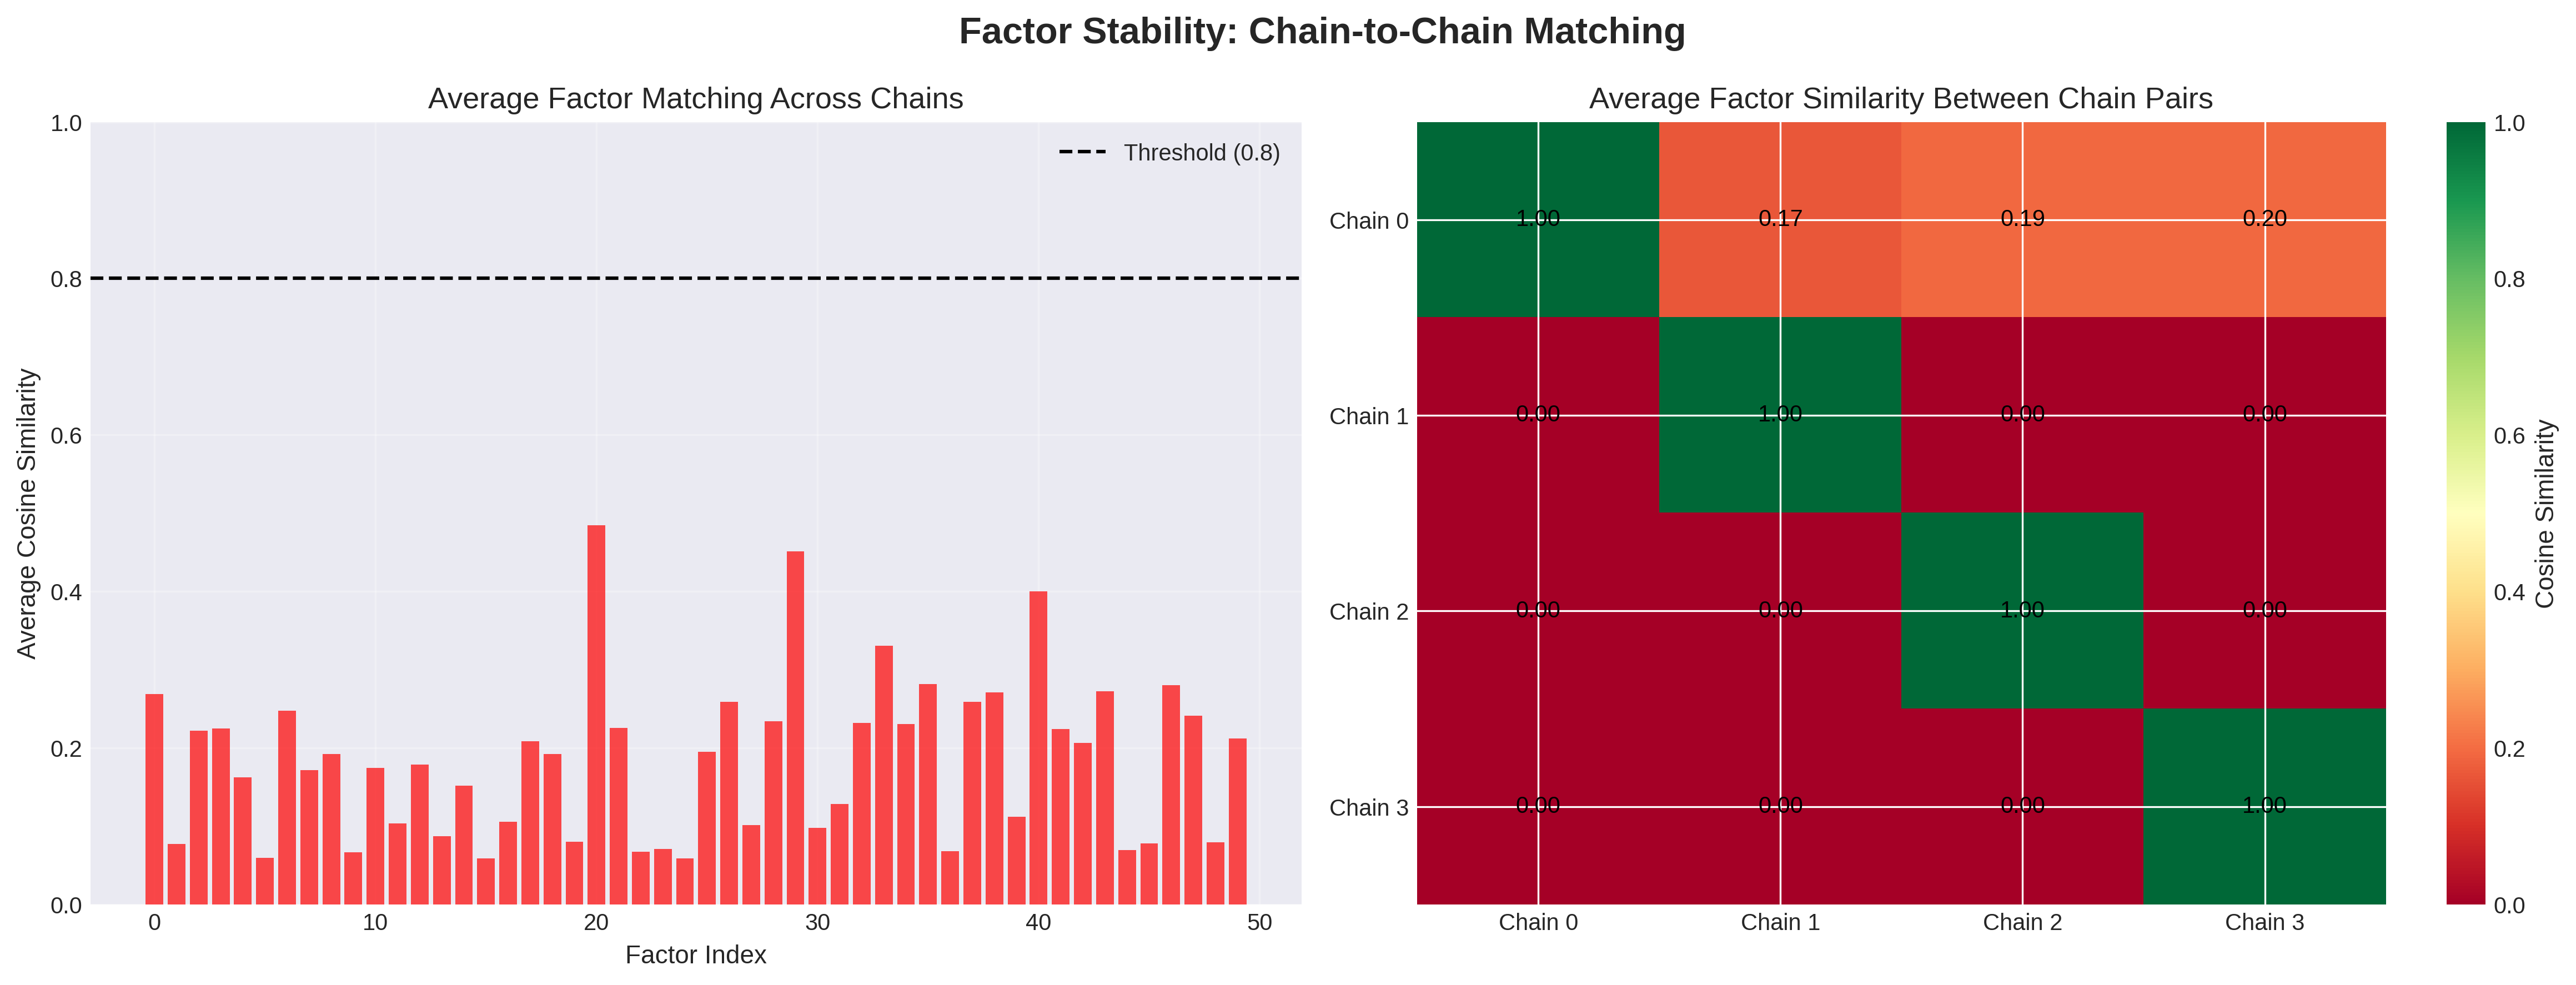 Factor Stability: Chain-to-Chain Matching
Average Factor Matching Across Chains
1.0
0.8
0.6
0.4
0.2
0.0
Average Cosine Similarity
Threshold (0.8)
0 10 20 30 40 50
Factor Index
Average Factor Similarity Between Chain Pairs
Chain 0 1.00 0.17 0.19 0.20
Chain 1 0.00 1.00 0.00 0.00
Chain 2 0.00 0.00 1.00 0.00
Chain 3 0.00 0.00 0.00 1.00
Chain 0 Chain 1 Chain 2 Chain 3
1.0
0.8
0.6
0.4
0.2
0.0
Cosine Similarity